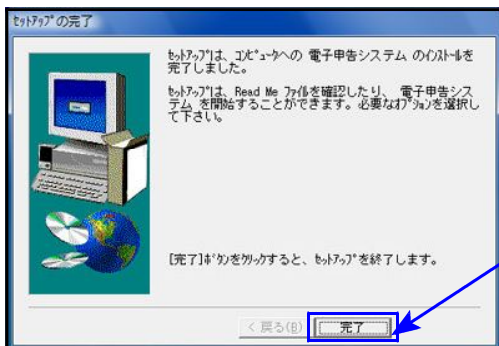 ｾｯﾄｱｯﾌﾟの完了
ｾｯﾄｱｯﾌﾟは、ｺﾝﾋﾟｭｰﾀへの 電子申告システム のｲﾝｽﾄｰﾙを
完了しました。
ｾｯﾄｱｯﾌﾟは、Read Me ﾌｧｲﾙを確認したり、 電子申告シス
テム を開始することができます。必要なｵﾌﾟｼｮﾝを選択し
て下さい。
[完了]ﾎﾞﾀﾝをｸﾘｯｸすると、ｾｯﾄｱｯﾌﾟを終了します。
< 戻る(B)
完了